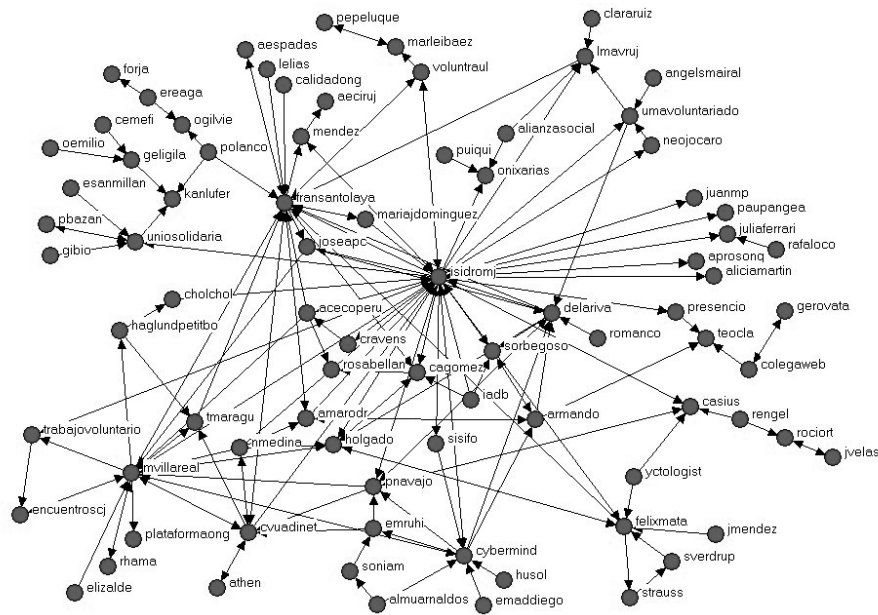 clararuiz
pepeluque
marleibaez
aespadas
lelias
lmavruj
forja
voluntraul
calidadong
angelsmairal
ereaga
aeciruj
cemefi
ogilvie
umavoluntariado
mendez
alianzasocial
oemilio
polanco
puiqui
neojocaro
geligila
onixarias
esanmillan
kanlufer
fransantolaya
juanmp
mariajdominguez
paupangea
pbazan
juliaferrari
uniosolidaria
joseapc
rafaloco
gibio
aprosonq
isidromj
aliciamartin
cholchol
acecoperu
delariva
presencio
gerovata
haglundpetitbo
cravens
romanco
teocla
sorbegoso
rosabellan
cagomez
colegaweb
iadb
casius
tmaragu
amarodr
armando
rengel
trabajovoluntario
nmedina
holgado
sisifo
rociort
mvillareal
jvelas
yctologist
pnavajo
encuentroscj
plataformaong
cvuadinet
emruhi
felixmata
jmendez
cybermind
rhama
sverdrup
soniam
husol
elizalde
athen
strauss
almuarnaldos
emaddiego